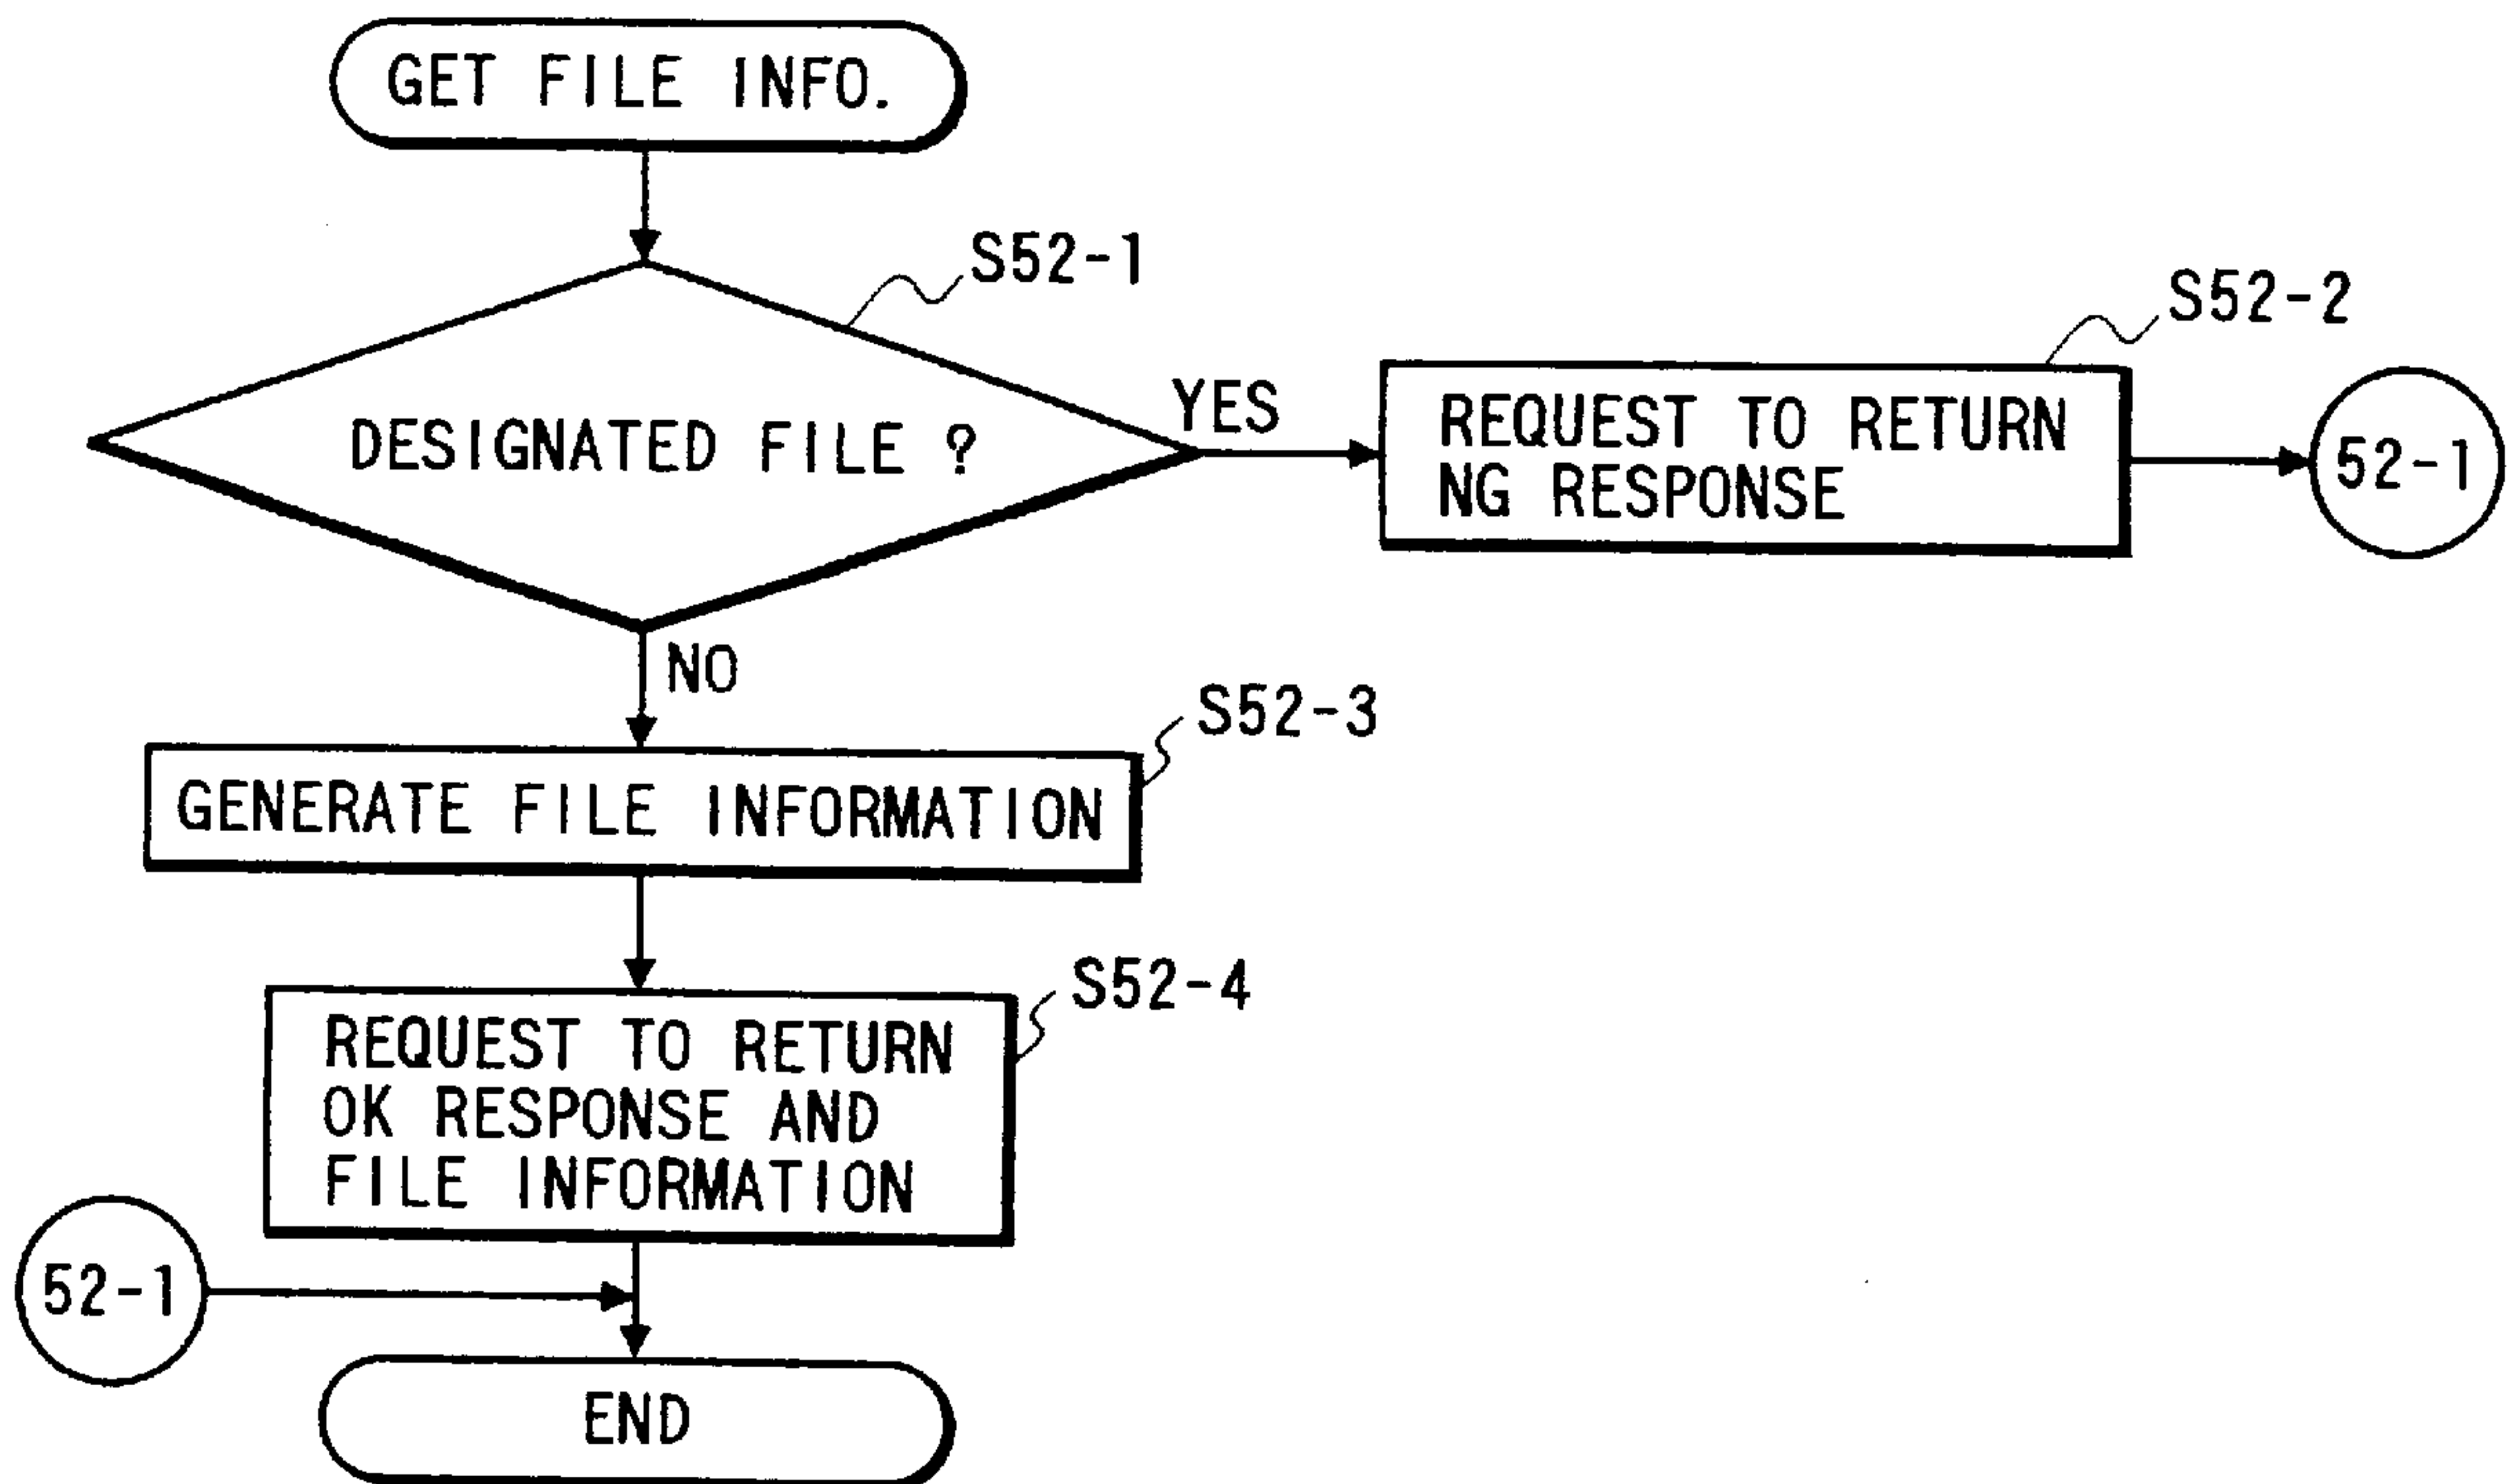 GET FILE INFO.
S52-1
DESIGNATED FILE ?
YES
S52-2
REQUEST TO RETURN
NG RESPONSE
52-1
NO
S52-3
GENERATE FILE INFORMATION
S52-4
REQUEST TO RETURN
OK RESPONSE AND
FILE INFORMATION
52-1
END